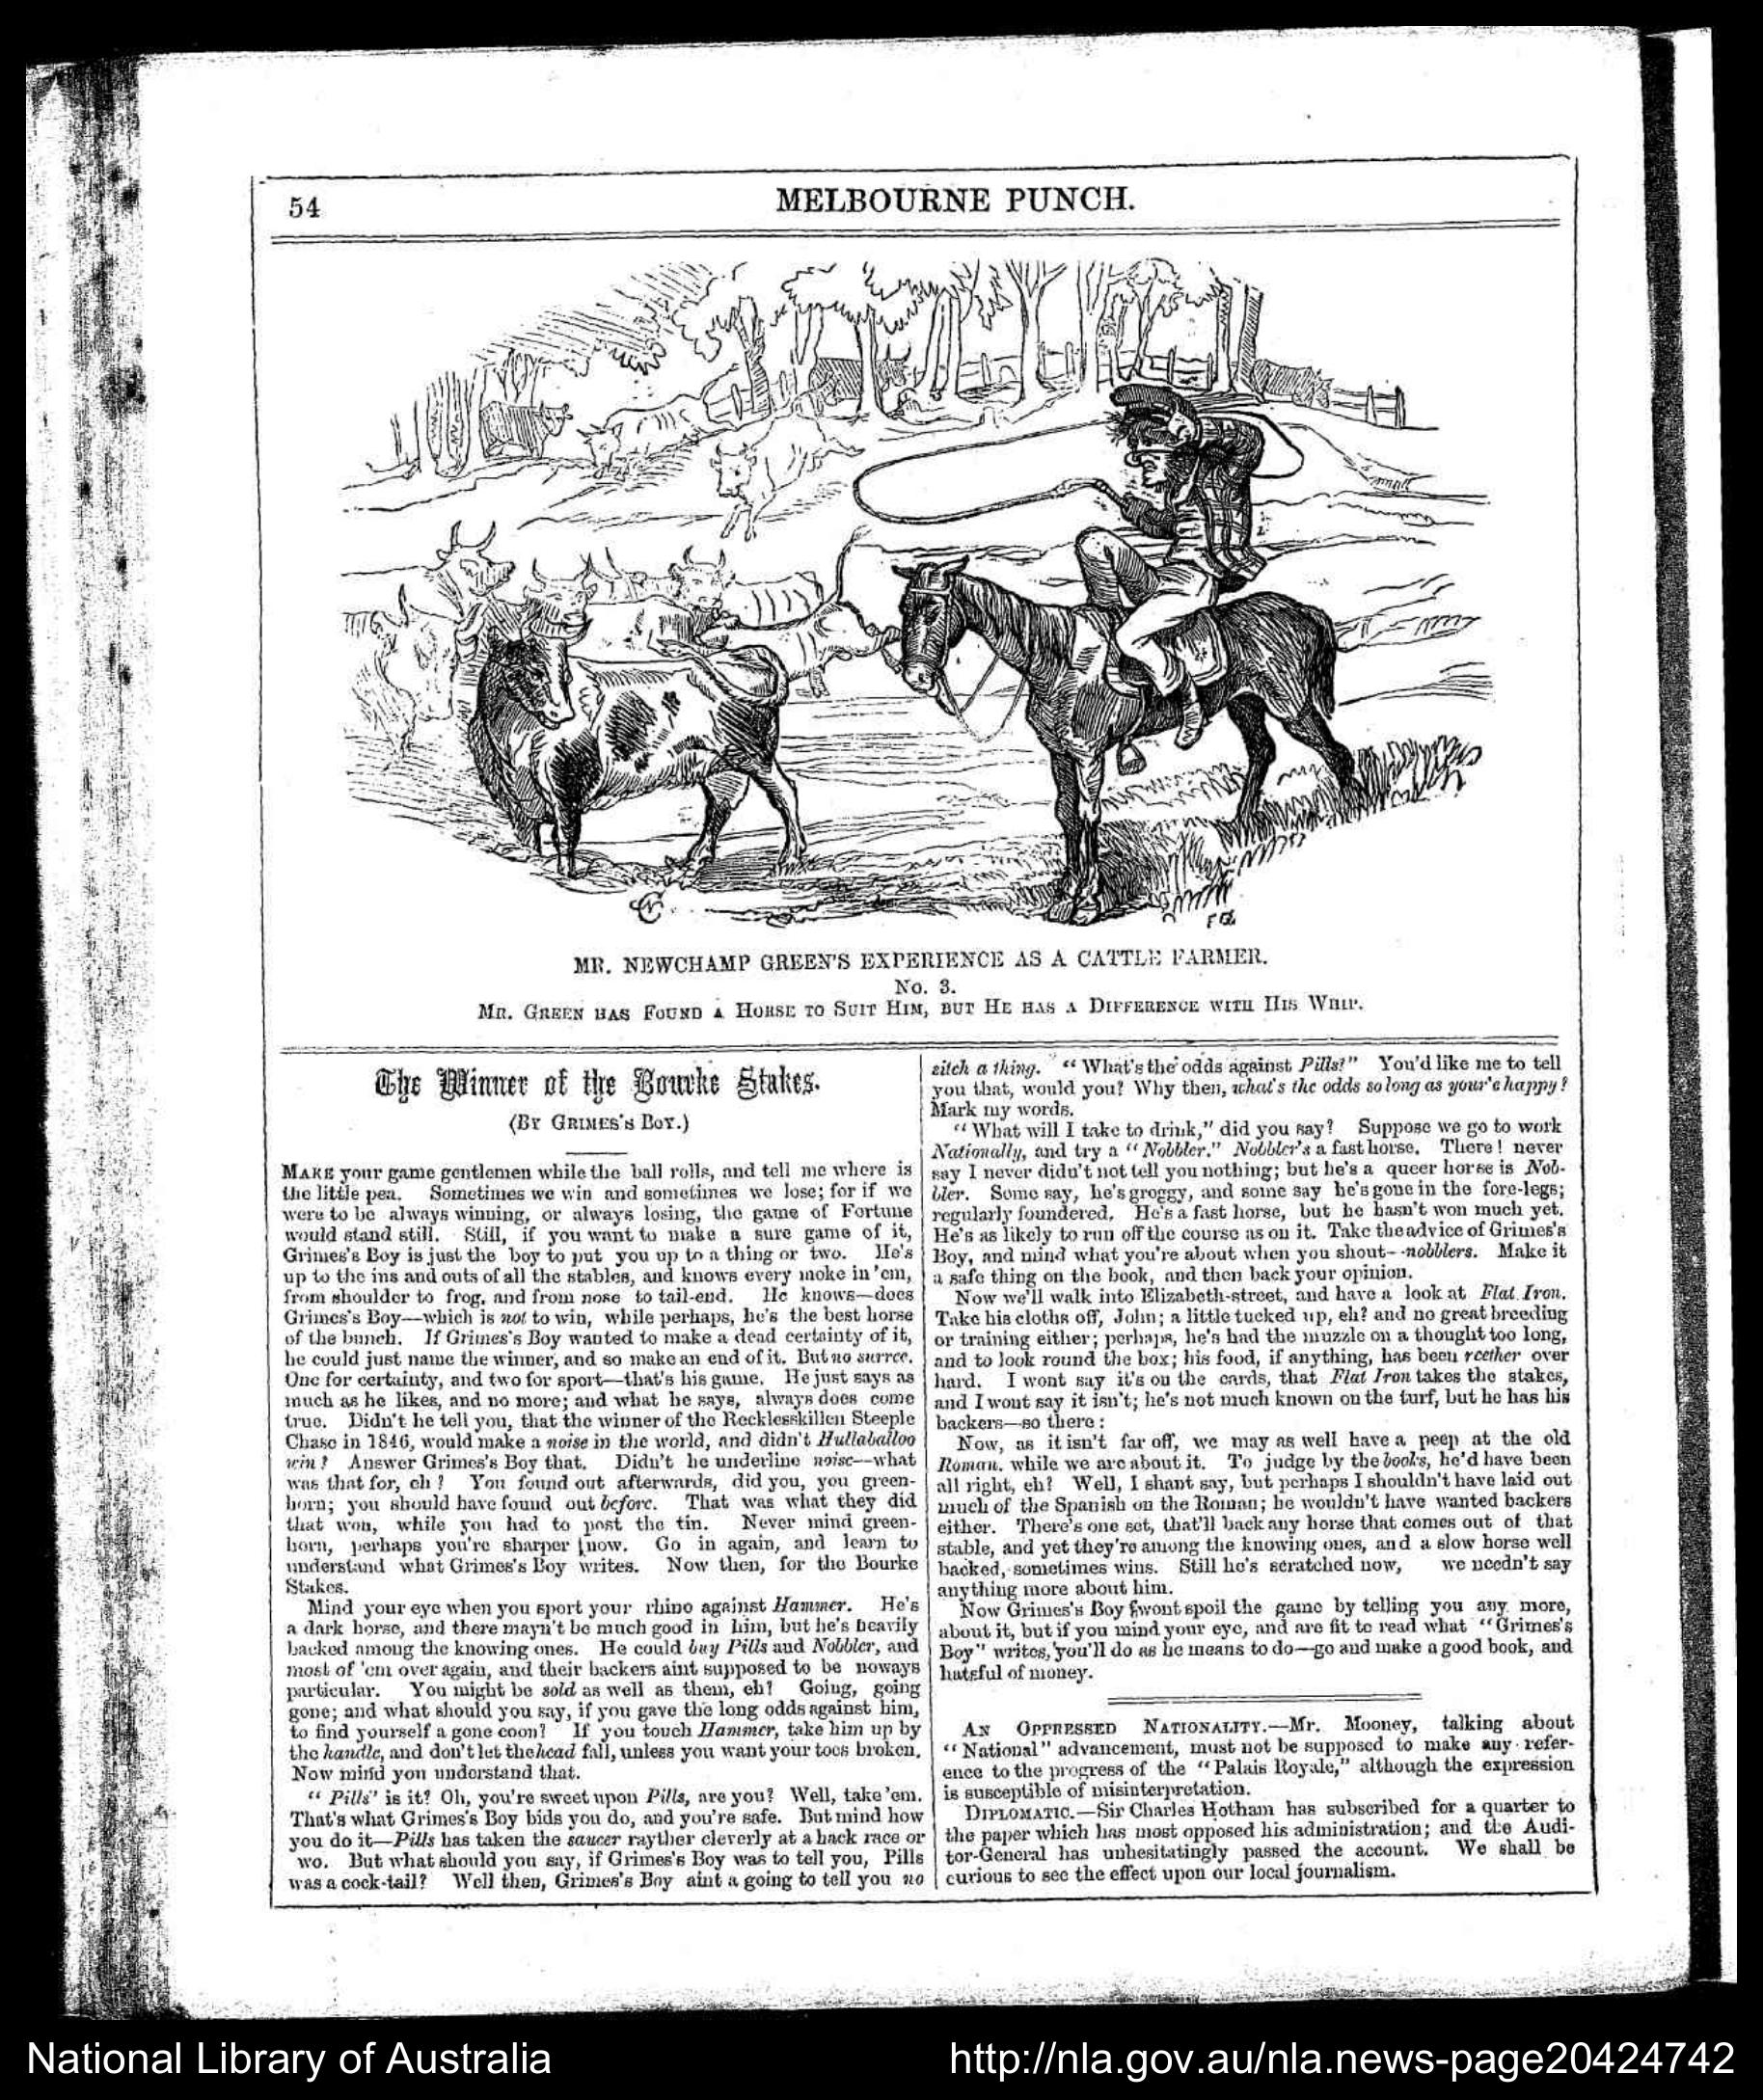 54
MELBOURNE PUNCH.
MR. NEWCHAMP GREEN'S EXPERIENCE AS A CATTLE FARMER.
No. 3.
MR. GREEN HAS FOUND A HORSE TO SUIT HIM, BUT HE HAS A DIFFERENCE WITH HIS WHIP.
The Winner of the Bourke Stakes.
(BY GRIMES'S BOY.)
MAKE your game gentlemen while the ball rolls, and tell me where is
the little pea. Sometimes we win and sometimes we lose; for if we
were to be always winning, or always losing, the game of Fortune
would stand still. Still, if you want to make a sure game of it,
Grimes's Boy is just the boy to put you up to a thing or two. He's
up to the ins and outs of all the stables, and knows every moke in 'em,
from shoulder to frog, and from nose to tail-end. He knows—does
Grimes's Boy—which is not to win, while perhaps, he's the best horse
of the bunch. If Grimes's Boy wanted to make a dead certainty of it,
he could just name the winner, and so make an end of it. But no surree.
One for certainty, and two for sport—that's his game. He just says as
much as he likes, and no more; and what he says, always does come
true. Didn't he tell you, that the winner of the Recklesskillen Steeple
Chase in 1846, would make a noise in the world, and didn't Hullaballoo
win? Answer Grimes's Boy that. Didn't he underline noise—what
was that for, eh? You found out afterwards, did you, you green-
horn; you should have found out before. That was what they did
that won, while you had to post the tin. Never mind green-
horn, perhaps you're sharper now. Go in again, and learn to
understand what Grimes's Boy writes. Now then, for the Bourke
Stakes.
Mind your eye when you sport your rhino against Hammer. He's
a dark horse, and there mayn't be much good in him, but he's heavily
backed among the knowing ones. He could buy Pills and Nobbler, and
most of 'em over again, and their backers aint supposed to be noways
particular. You might be sold as well as them, eh? Going, going
gone; and what should you say, if you gave the long odds against him,
to find yourself a gone coon? If you touch Hammer, take him up by
the handle, and don't let the head fall, unless you want your toes broken.
Now mind you understand that.
"Pills" is it? Oh, you're sweet upon Pills, are you? Well, take 'em.
That's what Grimes's Boy bids you do, and you're safe. But mind how
you do it—Pills has taken the saucer rayther cleverly at a hack race or
wo. But what should you say, if Grimes's Boy was to tell you, Pills
was a cock-tail? Well then, Grimes's Boy aint a going to tell you no
sitch a thing. "What's the odds against Pills?" You'd like me to tell
you that, would you? Why then, what's the odds so long as your'e happy?
Mark my words.
"What will I take to drink," did you say? Suppose we go to work
Nationally, and try a "Nobbler." Nobbler's a fast horse. There! never
say I never didn't not tell you nothing; but he's a queer horse is Nob-
bler. Some say, he's groggy, and some say he's gone in the fore-legs;
regularly foundered. He's a fast horse, but he hasn't won much yet.
He's as likely to run off the course as on it. Take the advice of Grimes's
Boy, and mind what you're about when you shout--nobblers. Make it
a safe thing on the book, and then back your opinion.
Now we'll walk into Elizabeth-street, and have a look at Flat Iron.
Take his cloths off, John; a little tucked up, eh? and no great breeding
or training either; perhaps, he's had the muzzle on a thought too long,
and to look round the box; his food, if anything, has been reether over
hard. I wont say it's on the cards, that Flat Iron takes the stakes,
and I wont say it isn't; he's not much known on the turf, but he has his
backers—so there:
Now, as it isn't far off, we may as well have a peep at the old
Roman. while we are about it. To judge by the books, he'd have been
all right, eh? Well, I shant say, but perhaps I shouldn't have laid out
much of the Spanish on the Roman; he wouldn't have wanted backers
either. There's one set, that'll back any horse that comes out of that
stable, and yet they're among the knowing ones, and a slow horse well
backed, sometimes wins. Still he's scratched now, we needn't say
anything more about him.
Now Grimes's Boy wont spoil the game by telling you any more,
about it, but if you mind your eye, and are fit to read what "Grimes's
Boy" writes, you'll do as he means to do—go and make a good book, and
hatsful of money.
AN OPPRESSED NATIONALITY.—Mr. Mooney, talking about
"National" advancement, must not be supposed to make any refer-
ence to the progress of the "Palais Royale," although the expression
is susceptible of misinterpretation.
DIPLOMATIC.—Sir Charles Hotham has subscribed for a quarter to
the paper which has most opposed his administration; and the Audi-
tor-General has unhesitatingly passed the account. We shall be
curious to see the effect upon our local journalism.
National Library of Australia
http://nla.gov.au/nla.news-page20424742